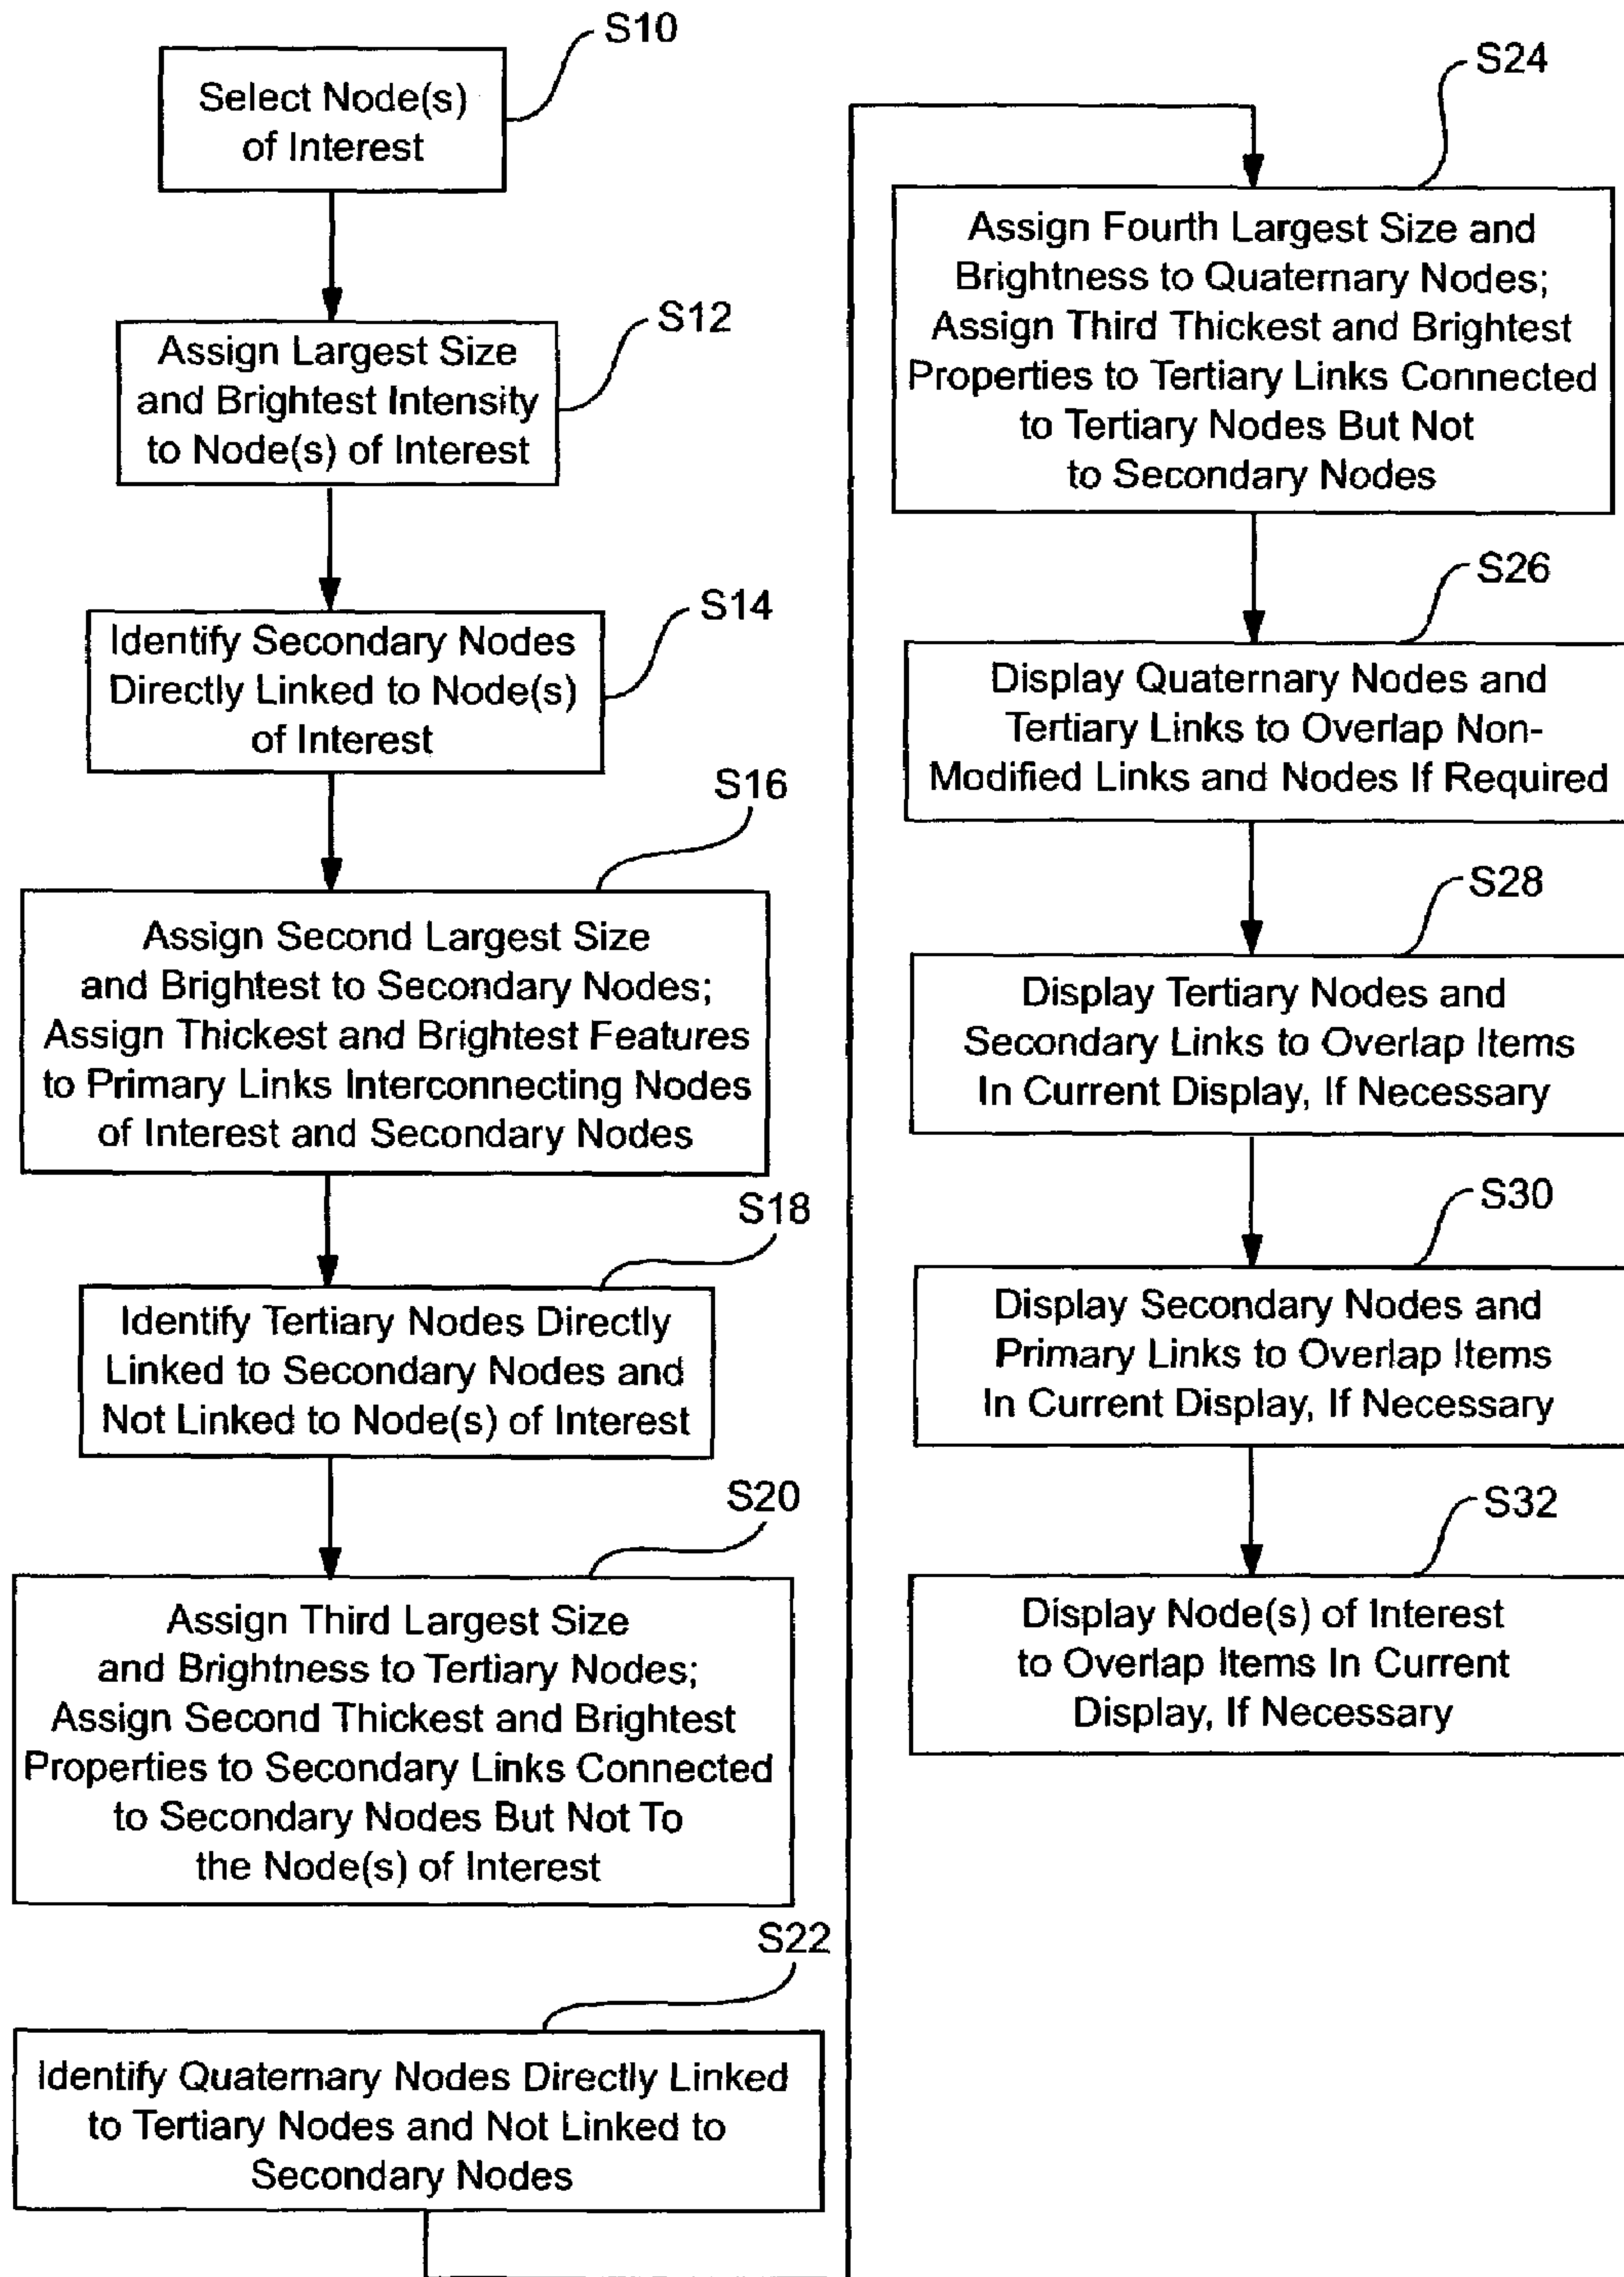 S10
Select Node(s)
of Interest
S12
Assign Largest Size
and Brightest Intensity
to Node(s) of Interest
S14
Identify Secondary Nodes
Directly Linked to Node(s)
of Interest
S16
Assign Second Largest Size
and Brightest to Secondary Nodes;
Assign Thickest and Brightest Features
to Primary Links Interconnecting Nodes
of Interest and Secondary Nodes
S18
Identify Tertiary Nodes Directly
Linked to Secondary Nodes and
Not Linked to Node(s) of Interest
S20
Assign Third Largest Size
and Brightness to Tertiary Nodes;
Assign Second Thickest and Brightest
Properties to Secondary Links Connected
to Secondary Nodes But Not To
the Node(s) of Interest
S22
Identify Quaternary Nodes Directly Linked
to Tertiary Nodes and Not Linked to
Secondary Nodes
S24
Assign Fourth Largest Size and
Brightness to Quaternary Nodes;
Assign Third Thickest and Brightest
Properties to Tertiary Links Connected
to Tertiary Nodes But Not
to Secondary Nodes
S26
Display Quaternary Nodes and
Tertiary Links to Overlap Non-
Modified Links and Nodes If Required
S28
Display Tertiary Nodes and
Secondary Links to Overlap Items
In Current Display, If Necessary
S30
Display Secondary Nodes and
Primary Links to Overlap Items
In Current Display, If Necessary
S32
Display Node(s) of Interest
to Overlap Items In Current
Display, If Necessary